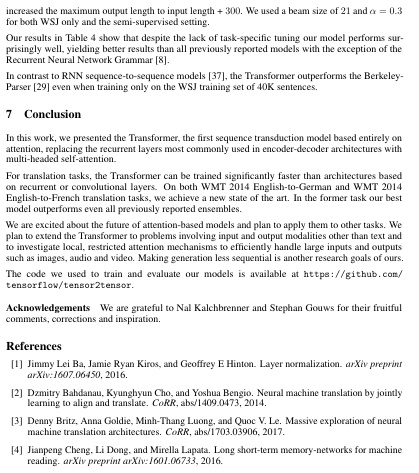 increased the maximum output length to input length + 300. We used a beam size of 21 and α = 0.3
for both WSJ only and the semi-supervised setting.
Our results in Table 4 show that despite the lack of task-specific tuning our model performs sur-
prisingly well, yielding better results than all previously reported models with the exception of the
Recurrent Neural Network Grammar [8].
In contrast to RNN sequence-to-sequence models [37], the Transformer outperforms the Berkeley-
Parser [29] even when training only on the WSJ training set of 40K sentences.
7 Conclusion
In this work, we presented the Transformer, the first sequence transduction model based entirely on
attention, replacing the recurrent layers most commonly used in encoder-decoder architectures with
multi-headed self-attention.
For translation tasks, the Transformer can be trained significantly faster than architectures based
on recurrent or convolutional layers. On both WMT 2014 English-to-German and WMT 2014
English-to-French translation tasks, we achieve a new state of the art. In the former task our best
model outperforms even all previously reported ensembles.
We are excited about the future of attention-based models and plan to apply them to other tasks. We
plan to extend the Transformer to problems involving input and output modalities other than text and
to investigate local, restricted attention mechanisms to efficiently handle large inputs and outputs
such as images, audio and video. Making generation less sequential is another research goals of ours.
The code we used to train and evaluate our models is available at https://github.com/
tensorflow/tensor2tensor.
Acknowledgements We are grateful to Nal Kalchbrenner and Stephan Gouws for their fruitful
comments, corrections and inspiration.
References
[1] Jimmy Lei Ba, Jamie Ryan Kiros, and Geoffrey E Hinton. Layer normalization. arXiv preprint
arXiv:1607.06450, 2016.
[2] Dzmitry Bahdanau, Kyunghyun Cho, and Yoshua Bengio. Neural machine translation by jointly
learning to align and translate. CoRR, abs/1409.0473, 2014.
[3] Denny Britz, Anna Goldie, Minh-Thang Luong, and Quoc V. Le. Massive exploration of neural
machine translation architectures. CoRR, abs/1703.03906, 2017.
[4] Jianpeng Cheng, Li Dong, and Mirella Lapata. Long short-term memory-networks for machine
reading. arXiv preprint arXiv:1601.06733, 2016.